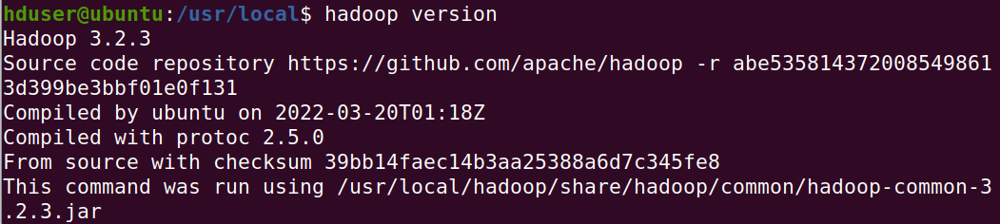 hduser@ubuntu:/usr/local$ hadoop version
Hadoop 3.2.3
Source code repository https://github.com/apache/hadoop -r abe535814372008549861
3d399be3bbf01e0f131
Compiled by ubuntu on 2022-03-20T01:18Z
Compiled with protoc 2.5.0
From source with checksum 39bb14faec14b3aa25388a6d7c345fe8
This command was run using /usr/local/hadoop/share/hadoop/common/hadoop-common-3
.2.3.jar